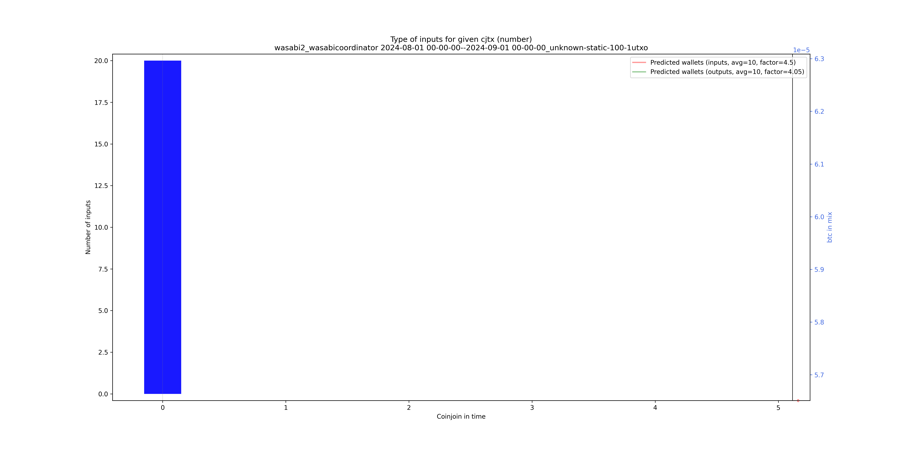 Type of inputs for given cjtx (number)
wasabi2_wasabicoordinator 2024-08-01 00-00-00--2024-09-01 00-00-00_unknown-static-100-1utxo
1e−5
Predicted wallets (inputs, avg=10, factor=4.5)
Predicted wallets (outputs, avg=10, factor=4.05)
20.0
17.5
15.0
12.5
10.0
7.5
5.0
2.5
0.0
Number of inputs
6.3
6.2
6.1
6.0
5.9
5.8
5.7
btc in mix
0
1
2
3
4
5
Coinjoin in time